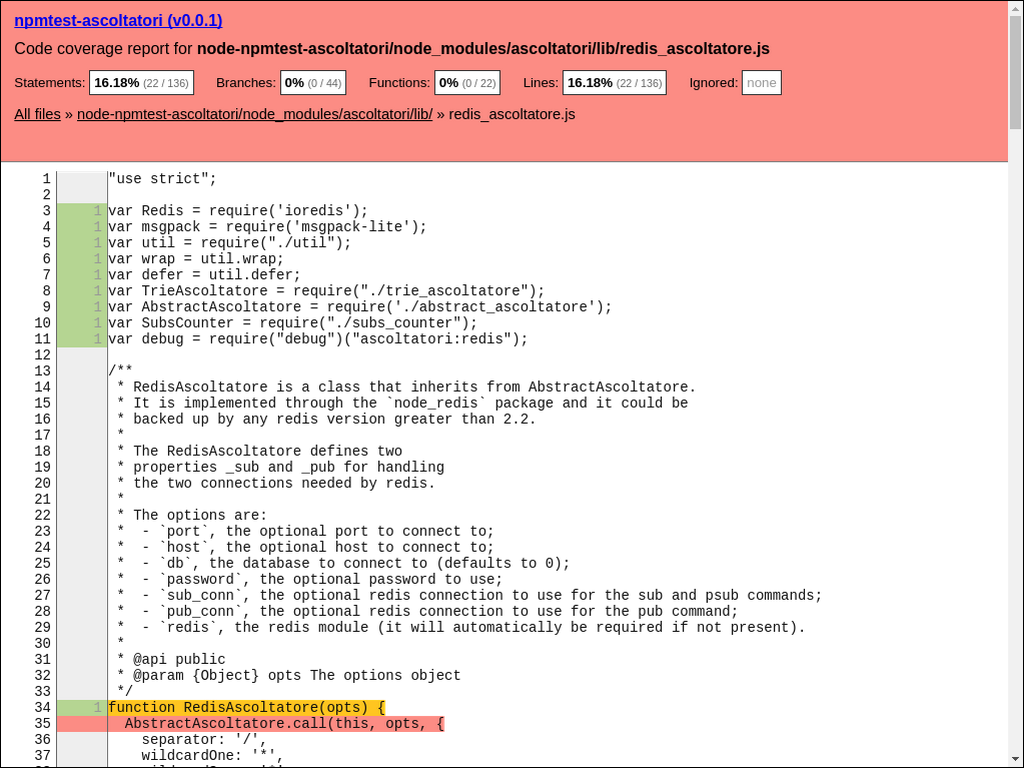 npmtest-ascoltatori (v0.0.1)
Code coverage report for node-npmtest-ascoltatori/node_modules/ascoltatori/lib/redis_ascoltatore.js
Statements: 16.18% (22 / 136) Branches: 0% (0 / 44) Functions: 0% (0 / 22) Lines: 16.18% (22 / 136) Ignored: none
All files » node-npmtest-ascoltatori/node_modules/ascoltatori/lib/ » redis_ascoltatore.js
1 "use strict";
2
3 1 var Redis = require('ioredis');
4 1 var msgpack = require('msgpack-lite');
5 1 var util = require("./util");
6 1 var wrap = util.wrap;
7 1 var defer = util.defer;
8 1 var TrieAscoltatore = require("./trie_ascoltatore");
9 1 var AbstractAscoltatore = require('./abstract_ascoltatore');
10 1 var SubsCounter = require("./subs_counter");
11 1 var debug = require("debug")("ascoltatori:redis");
12
13 /**
14  * RedisAscoltatore is a class that inherits from AbstractAscoltatore.
15  * It is implemented through the `node_redis` package and it could be
16  * backed up by any redis version greater than 2.2.
17  *
18  * The RedisAscoltatore defines two
19  * properties _sub and _pub for handling
20  * the two connections needed by redis.
21  *
22  * The options are:
23  *  - `port`, the optional port to connect to;
24  *  - `host`, the optional host to connect to;
25  *  - `db`, the database to connect to (defaults to 0);
26  *  - `password`, the optional password to use;
27  *  - `sub_conn`, the optional redis connection to use for the sub and psub commands;
28  *  - `pub_conn`, the optional redis connection to use for the pub command;
29  *  - `redis`, the redis module (it will automatically be required if not present).
30  *
31  * @api public
32  * @param {Object} opts The options object
33  */
34 1 function RedisAscoltatore(opts) {
35   AbstractAscoltatore.call(this, opts, {
36     separator: '/',
37     wildcardOne: '*',